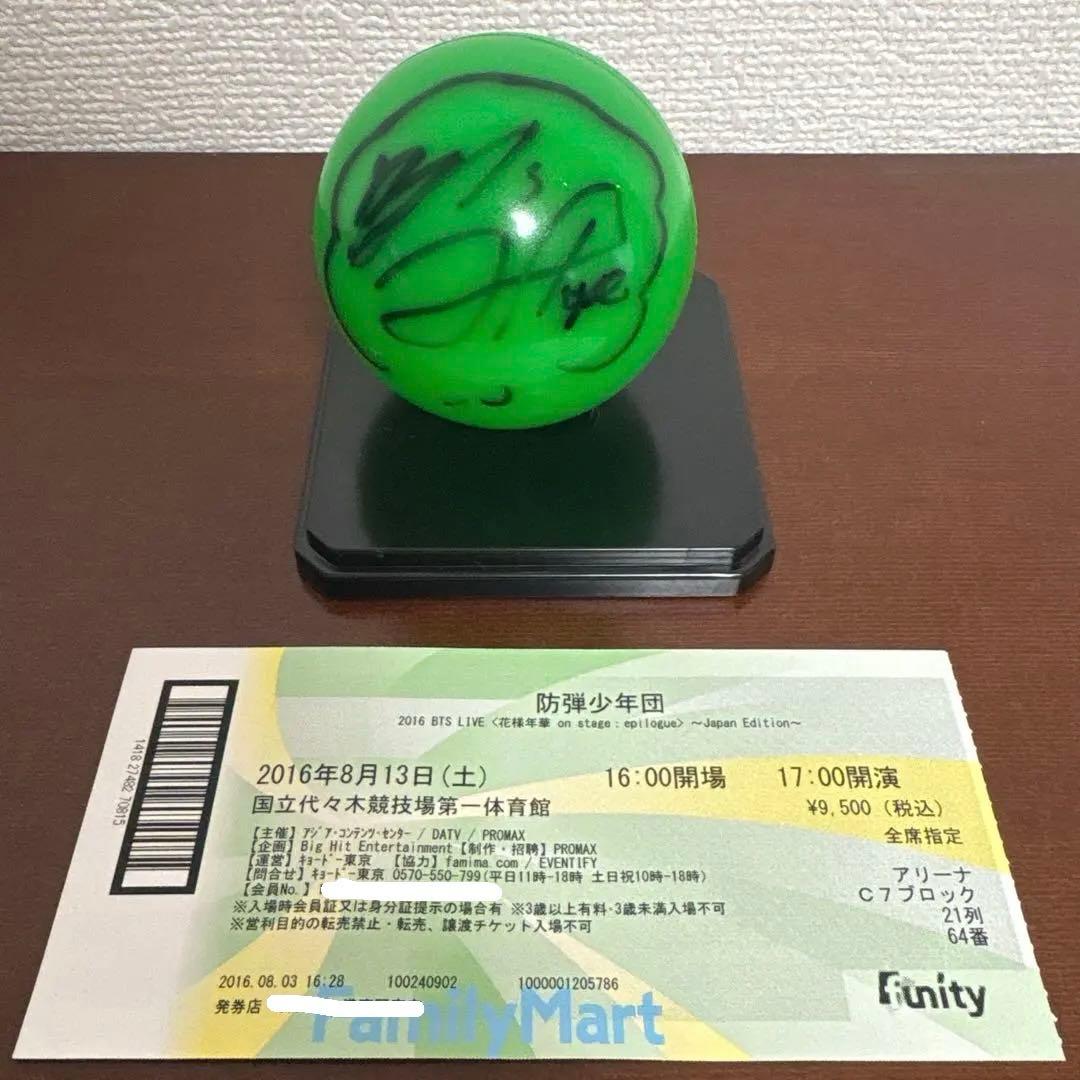 防弾少年団
2016 BTS LIVE <花様年華 on stage : epilogue> ~Japan Edition~
2016年8月13日(土) 16:00開場 17:00開演
国立代々木競技場第一体育館 ¥9,500 (税込)
全席指定
【主催】アジア・コンテンツ・センター / DATV / PROMAX
【企画】Big Hit Entertainment【制作・招聘】PROMAX
【運営】キョードー東京 【協力】famima.com / EVENTIFY
【問合せ】キョードー東京 0570-550-799(平日11時-18時 土日祝10時-18時)
【会員No.】
※入場時会員証又は身分証提示の場合有 ※3歳以上有料・3歳未満入場不可
※営利目的の転売禁止・転売、譲渡チケット入場不可
アリーナ
C7ブロック
21列
64番
2016.08.03 16:28 100240902 1000001205786
発券店
FamilyMart
1418 27482 70815